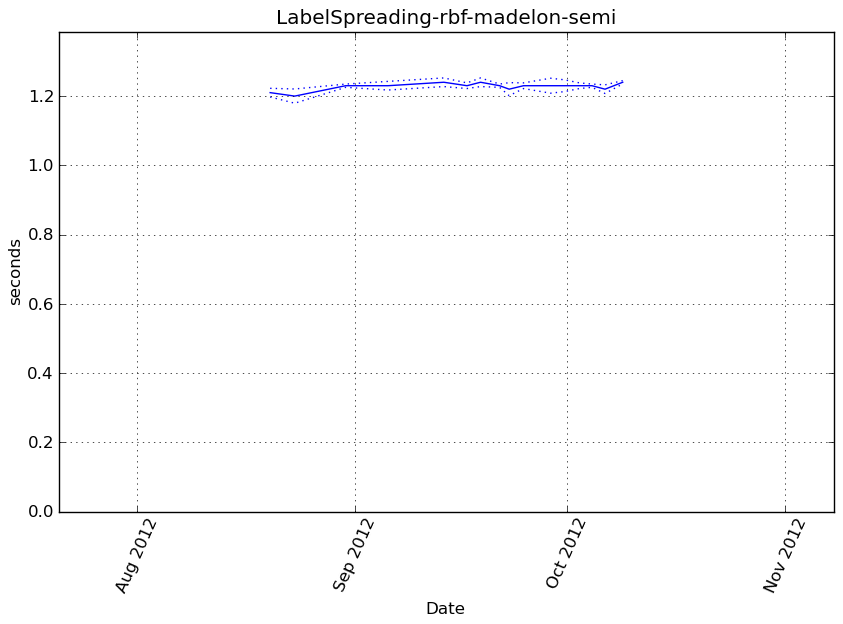 LabelSpreading-rbf-madelon-semi
1.2
1.0
0.8
0.6
0.4
0.2
0.0
seconds
Aug 2012
Sep 2012
Oct 2012
Nov 2012
Date